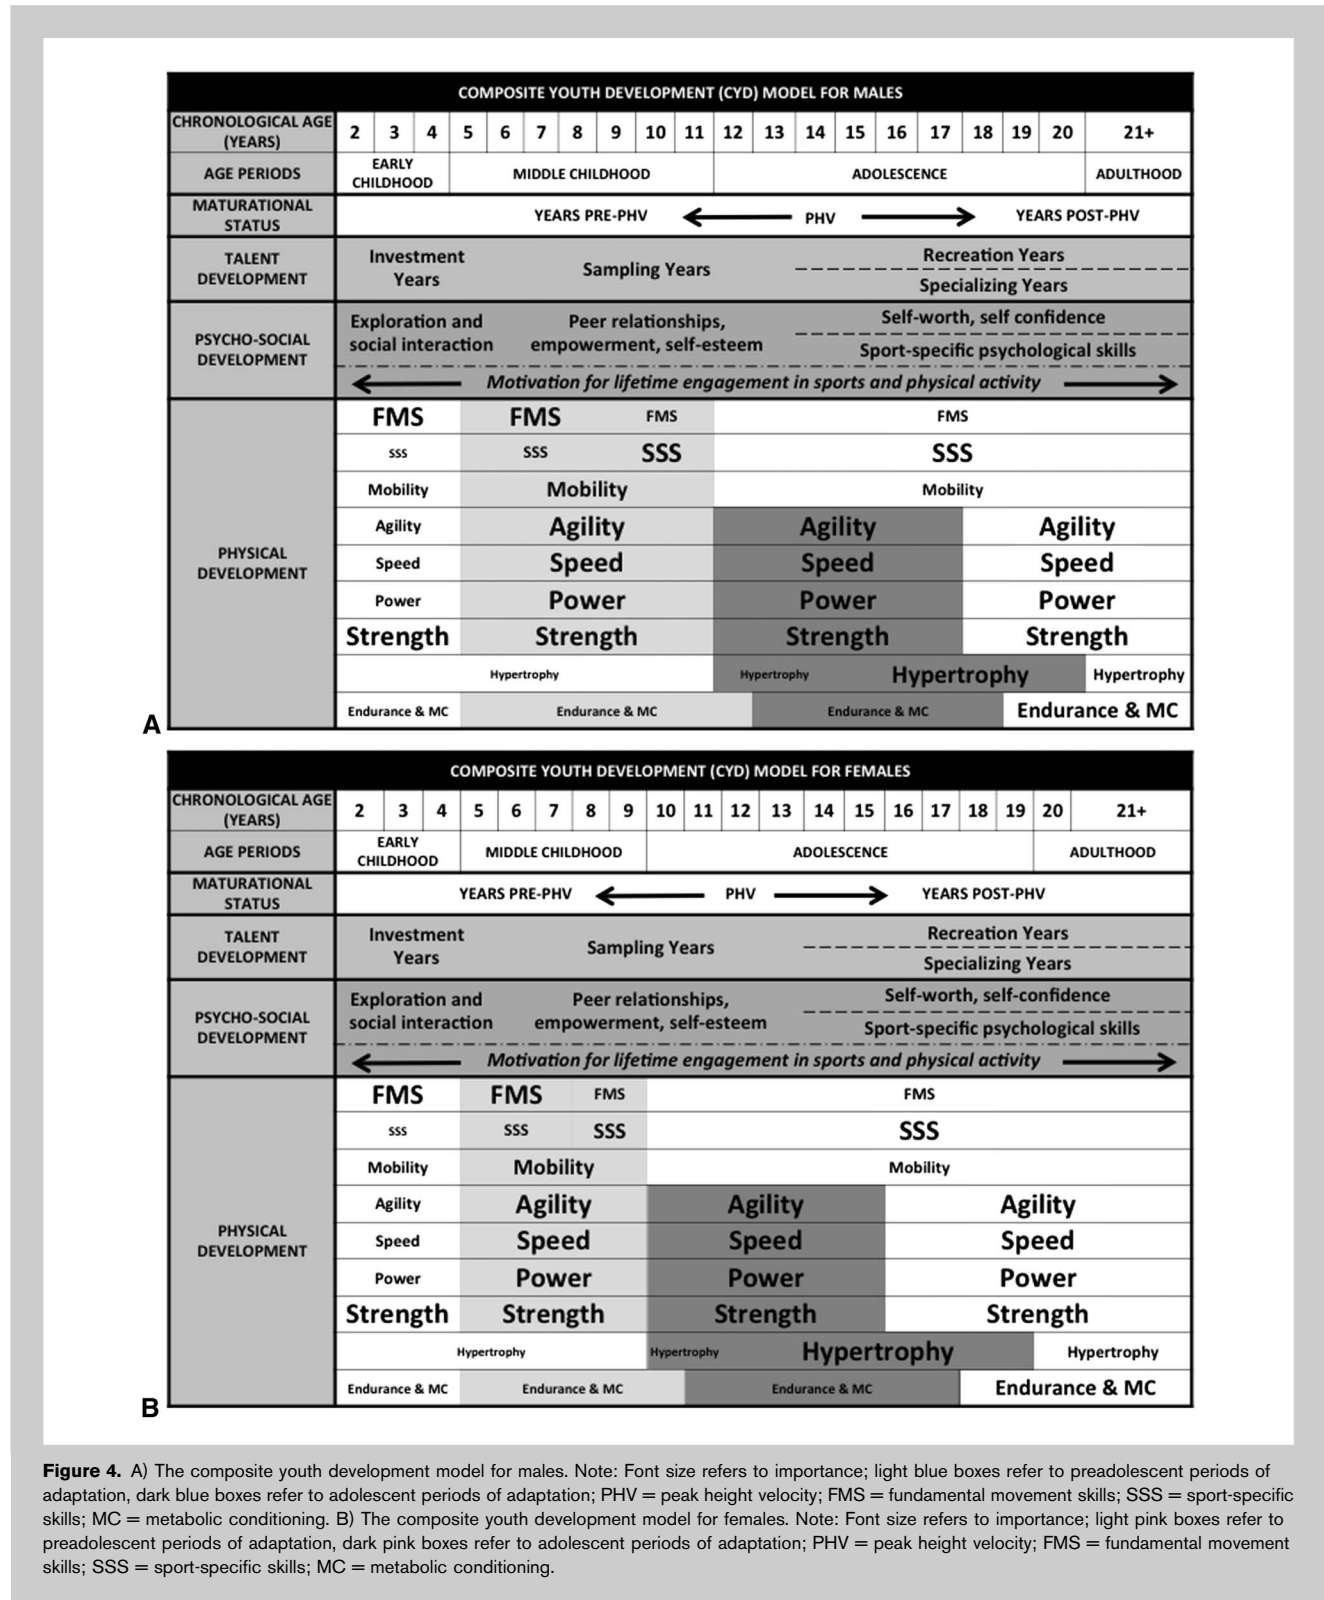 COMPOSITE YOUTH DEVELOPMENT (CYD) MODEL FOR MALES
CHRONOLOGICAL AGE
(YEARS)
2 3 4 5 6 7 8 9 10 11 12 13 14 15 16 17 18 19 20 21+
AGE PERIODS
EARLY
CHILDHOOD
MIDDLE CHILDHOOD
ADOLESCENCE
ADULTHOOD
MATURATIONAL
STATUS
YEARS PRE-PHV
PHV
YEARS POST-PHV
TALENT
DEVELOPMENT
Investment
Years
Sampling Years
Recreation Years
Specializing Years
PSYCHO-SOCIAL
DEVELOPMENT
Exploration and
social interaction
Peer relationships,
empowerment, self-esteem
Self-worth, self confidence
Sport-specific psychological skills
Motivation for lifetime engagement in sports and physical activity
PHYSICAL
DEVELOPMENT
FMS FMS FMS FMS
SSS SSS SSS SSS
Mobility Mobility Mobility
Agility Agility Agility Agility
Speed Speed Speed Speed
Power Power Power Power
Strength Strength Strength Strength
Hypertrophy Hypertrophy Hypertrophy Hypertrophy
Endurance & MC Endurance & MC Endurance & MC Endurance & MC
A
COMPOSITE YOUTH DEVELOPMENT (CYD) MODEL FOR FEMALES
CHRONOLOGICAL AGE
(YEARS)
2 3 4 5 6 7 8 9 10 11 12 13 14 15 16 17 18 19 20 21+
AGE PERIODS
EARLY
CHILDHOOD
MIDDLE CHILDHOOD
ADOLESCENCE
ADULTHOOD
MATURATIONAL
STATUS
YEARS PRE-PHV
PHV
YEARS POST-PHV
TALENT
DEVELOPMENT
Investment
Years
Sampling Years
Recreation Years
Specializing Years
PSYCHO-SOCIAL
DEVELOPMENT
Exploration and
social interaction
Peer relationships,
empowerment, self-esteem
Self-worth, self-confidence
Sport-specific psychological skills
Motivation for lifetime engagement in sports and physical activity
PHYSICAL
DEVELOPMENT
FMS FMS FMS FMS
SSS SSS SSS SSS
Mobility Mobility Mobility
Agility Agility Agility Agility
Speed Speed Speed Speed
Power Power Power Power
Strength Strength Strength Strength
Hypertrophy Hypertrophy Hypertrophy Hypertrophy
Endurance & MC Endurance & MC Endurance & MC Endurance & MC
B
Figure 4. A) The composite youth development model for males. Note: Font size refers to importance; light blue boxes refer to preadolescent periods of
adaptation, dark blue boxes refer to adolescent periods of adaptation; PHV = peak height velocity; FMS = fundamental movement skills; SSS = sport-specific
skills; MC = metabolic conditioning. B) The composite youth development model for females. Note: Font size refers to importance; light pink boxes refer to
preadolescent periods of adaptation, dark pink boxes refer to adolescent periods of adaptation; PHV = peak height velocity; FMS = fundamental movement
skills; SSS = sport-specific skills; MC = metabolic conditioning.